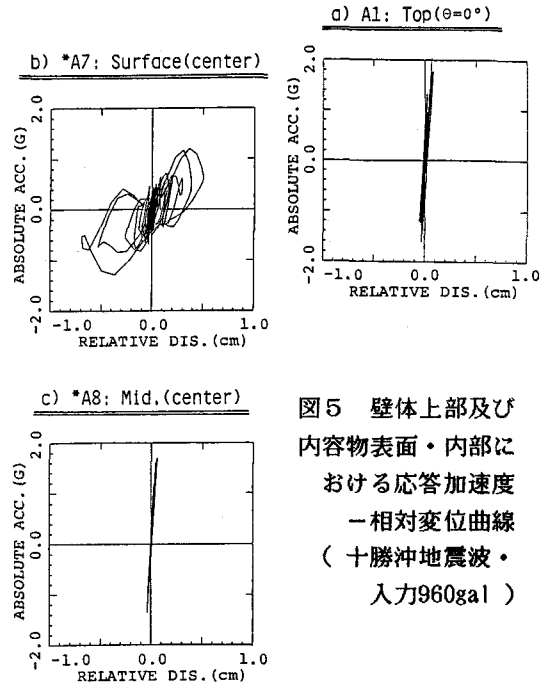 a) A1: Top(θ=0°)
2.0
0.0
-2.0
ABSOLUTE ACC.(G)
-1.0 0.0 1.0
RELATIVE DIS.(cm)
b) *A7: Surface(center)
2.0
0.0
-2.0
ABSOLUTE ACC.(G)
-1.0 0.0 1.0
RELATIVE DIS.(cm)
c) *A8: Mid.(center)
2.0
0.0
-2.0
ABSOLUTE ACC.(G)
-1.0 0.0 1.0
RELATIVE DIS.(cm)
図5 壁体上部及び
内容物表面・内部に
おける応答加速度
－相対変位曲線
( 十勝沖地震波・
入力960gal )